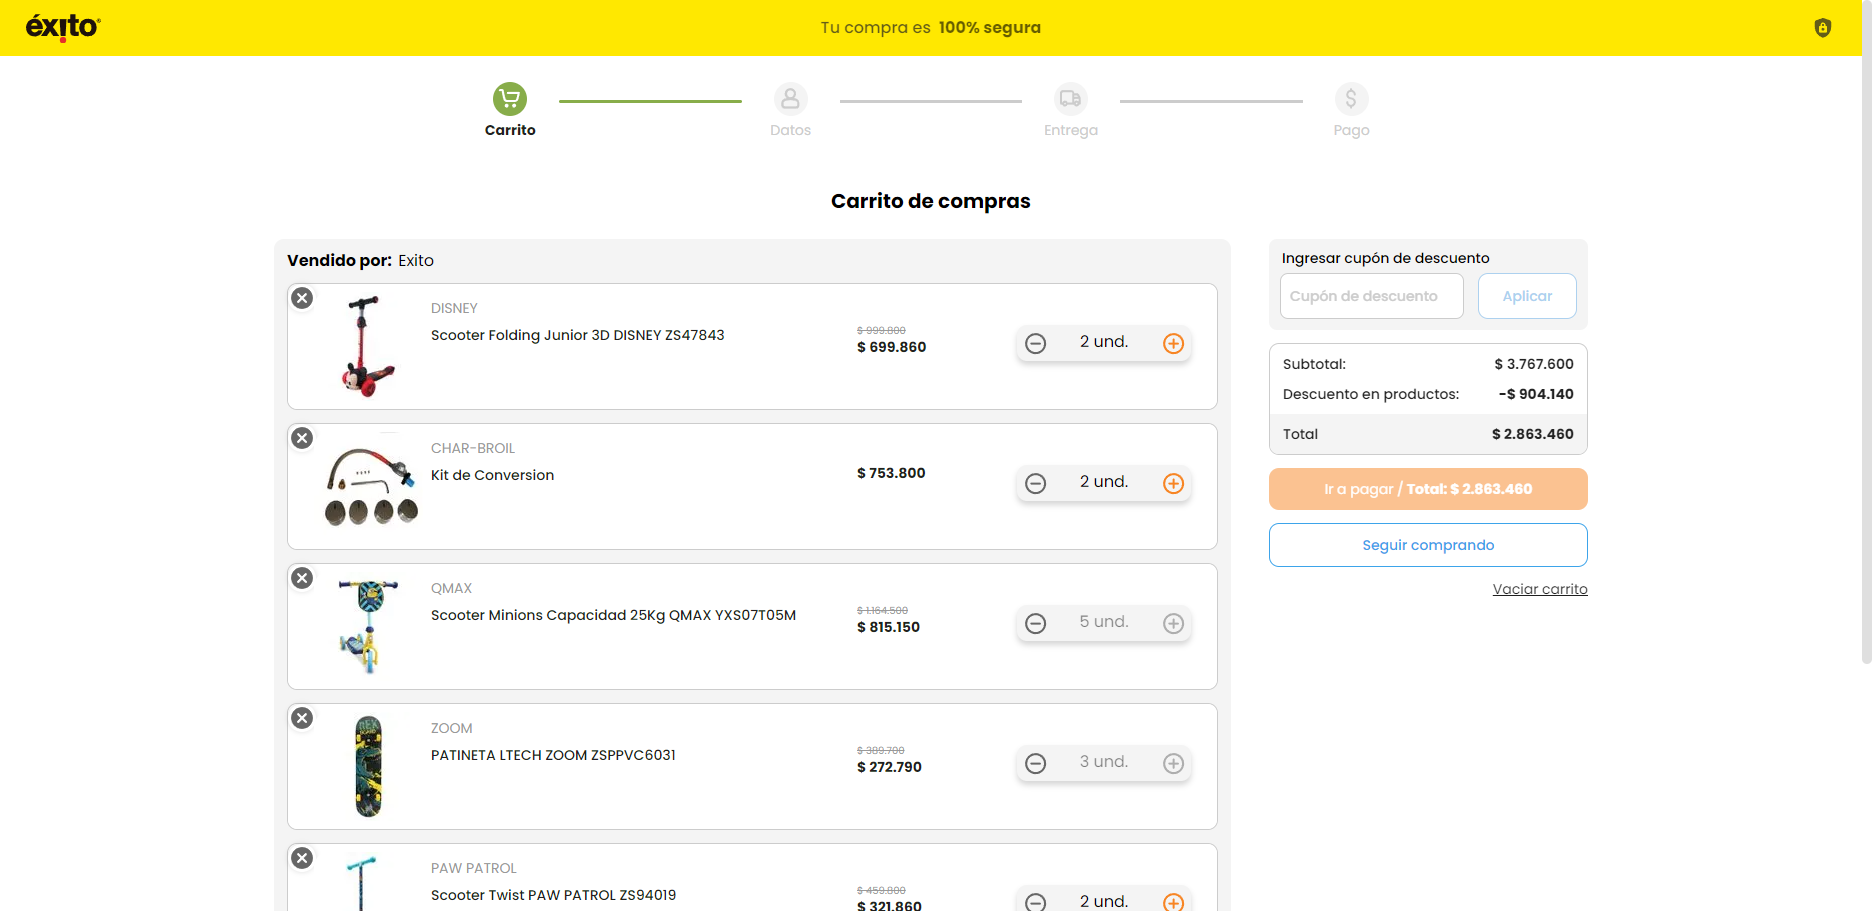 éxito
Tu compra es 100% segura
Carrito
Datos
Entrega
Pago
Carrito de compras
Vendido por: Exito
DISNEY
Scooter Folding Junior 3D DISNEY ZS47843
$ 999.800
$ 699.860
2 und.
CHAR-BROIL
Kit de Conversion
$ 753.800
2 und.
QMAX
Scooter Minions Capacidad 25Kg QMAX YXS07T05M
$ 1.164.500
$ 815.150
5 und.
ZOOM
PATINETA LTECH ZOOM ZSPPVC6031
$ 389.700
$ 272.790
3 und.
PAW PATROL
Scooter Twist PAW PATROL ZS94019
$ 459.800
$ 321.860
2 und.
Ingresar cupón de descuento
Cupón de descuento
Aplicar
Subtotal: $ 3.767.600
Descuento en productos: -$ 904.140
Total $ 2.863.460
Ir a pagar / Total: $ 2.863.460
Seguir comprando
Vaciar carrito